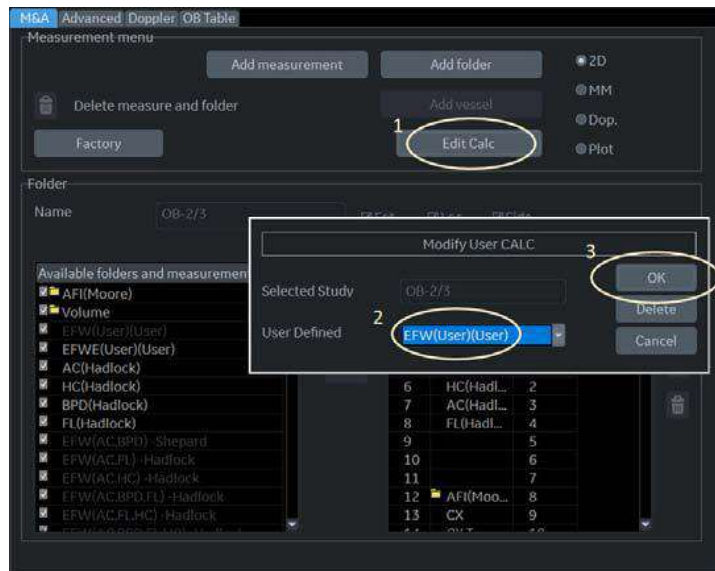 M&A Advanced Doppler OB Table
Measurement menu
Add measurement Add folder 2D
MM
Delete measure and folder Add vessel Dop.
1
Factory Edit Calc Plot
Folder
Name OB-2/3
Modify User CALC
3
Available folders and measuremen OK
AFI(Moore) Selected Study OB-2/3
Volume Delete
2
EFW(User)(User) User Defined EFW(User)(User)
EFWE(User)(User) Cancel
AC(Hadlock)
HC(Hadlock) 6 HC(Hadl... 2
BPD(Hadlock) 7 AC(Hadl... 3
FL(Hadlock) 8 FL(Hadl... 4
EFW(AC,BPD) -Shepard 9 5
EFW(AC,FL) -Hadlock 10 6
EFW(AC,HC) -Hadlock 11 7
EFW(AC,BPD,FL) -Hadlock 12 AFI(Moo... 8
EFW(AC,FL,HC) -Hadlock 13 CX 9